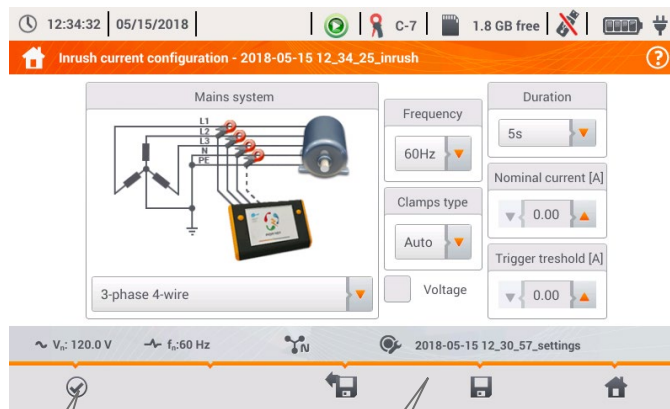 12:34:32 05/15/2018 C-7 1.8 GB free
Inrush current configuration - 2018-05-15 12_34_25_inrush ?
Mains system
L1
L2
L3
N
PE
3-phase 4-wire
Frequency
60Hz
Clamps type
Auto
Voltage
Duration
5s
Nominal current [A]
0.00
Trigger treshold [A]
0.00
Vn: 120.0 V fn:60 Hz N 2018-05-15 12_30_57_settings